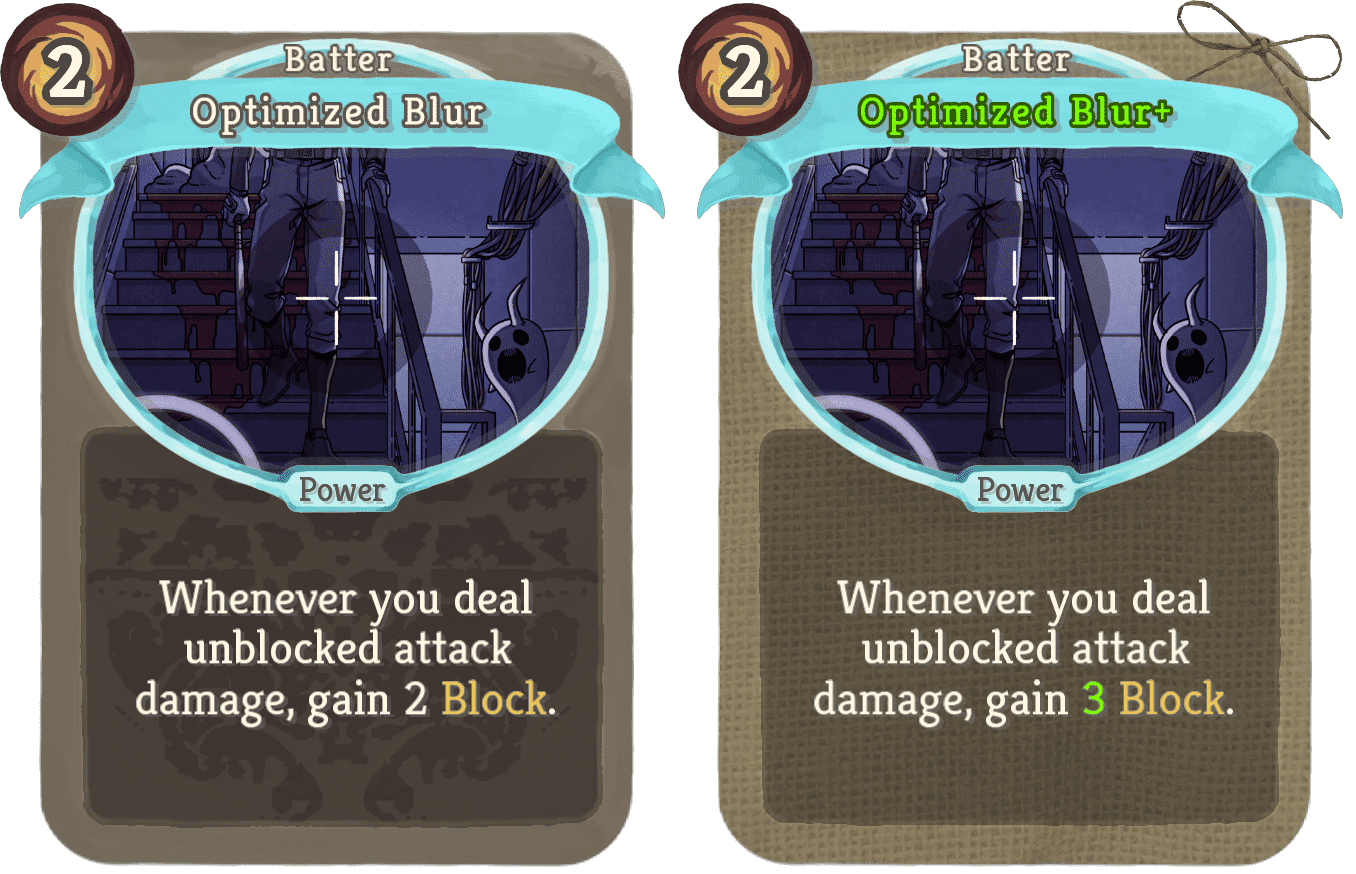 2
Batter
Optimized Blur
Power
Whenever you deal
unblocked attack
damage, gain 2 Block.
2
Batter
Optimized Blur+
Power
Whenever you deal
unblocked attack
damage, gain 3 Block.